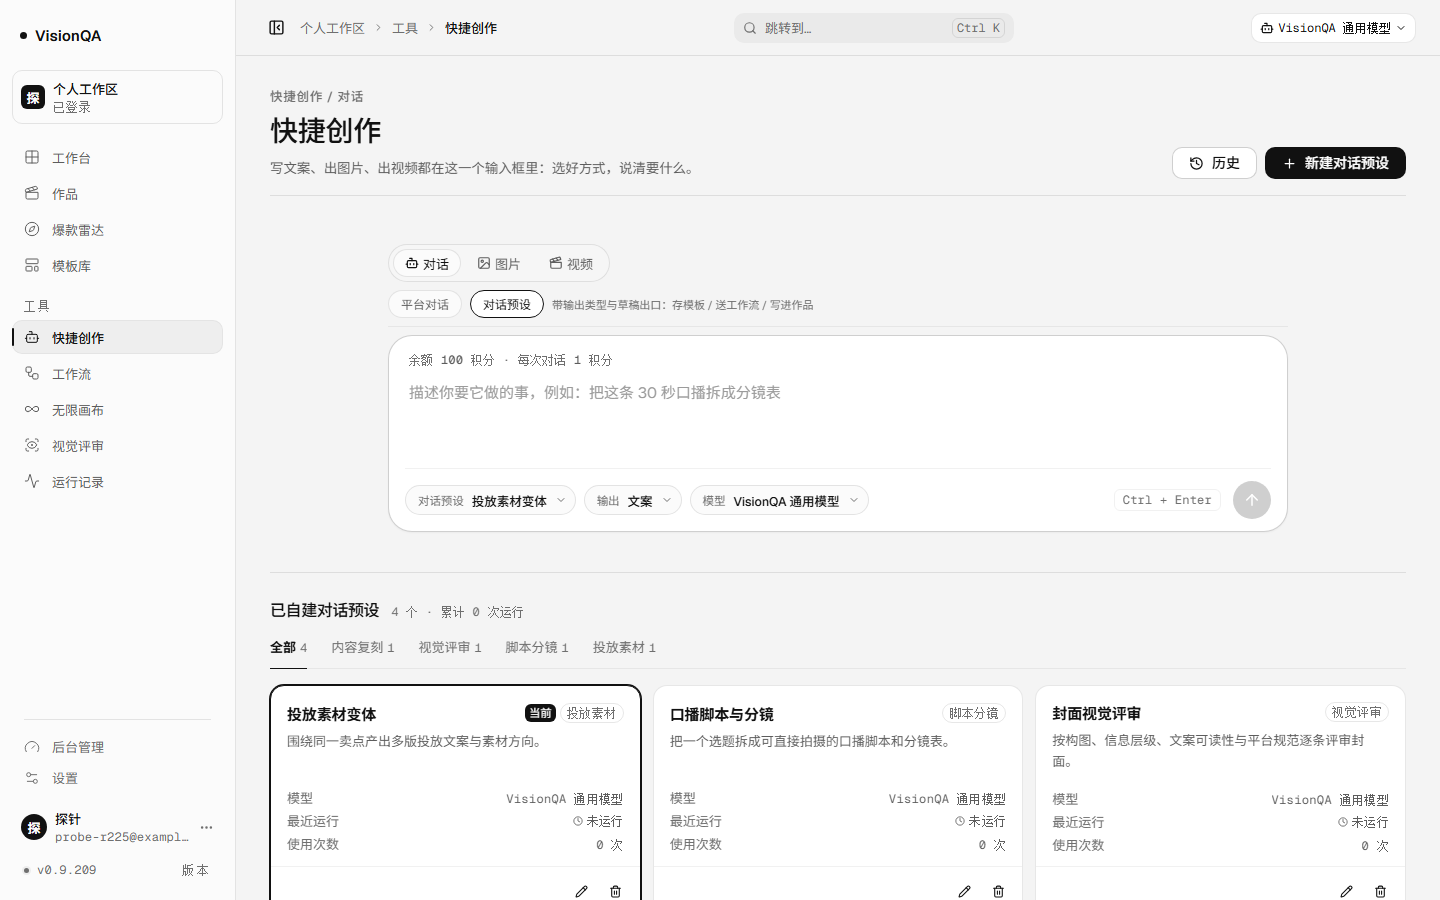 VisionQA
探
个人工作区
已登录
工作台
作品
爆款雷达
模板库
工具
快捷创作
工作流
无限画布
视觉评审
运行记录
后台管理
设置
探
探针
probe-r225@exampl…
v0.9.209
版本
个人工作区 > 工具 > 快捷创作
跳转到…
Ctrl K
VisionQA 通用模型
快捷创作 / 对话
快捷创作
写文案、出图片、出视频都在这一个输入框里：选好方式，说清要什么。
历史
新建对话预设
对话
图片
视频
平台对话
对话预设
带输出类型与草稿出口：存模板 / 送工作流 / 写进作品
余额 100 积分 · 每次对话 1 积分
描述你要它做的事，例如：把这条 30 秒口播拆成分镜表
对话预设 投放素材变体
输出 文案
模型 VisionQA 通用模型
Ctrl + Enter
已自建对话预设 4 个 · 累计 0 次运行
全部 4
内容复刻 1
视觉评审 1
脚本分镜 1
投放素材 1
投放素材变体
当前
投放素材
围绕同一卖点产出多版投放文案与素材方向。
模型 VisionQA 通用模型
最近运行 未运行
使用次数 0 次
口播脚本与分镜
脚本分镜
把一个选题拆成可直接拍摄的口播脚本和分镜表。
模型 VisionQA 通用模型
最近运行 未运行
使用次数 0 次
封面视觉评审
视觉评审
按构图、信息层级、文案可读性与平台规范逐条评审封
面。
模型 VisionQA 通用模型
最近运行 未运行
使用次数 0 次